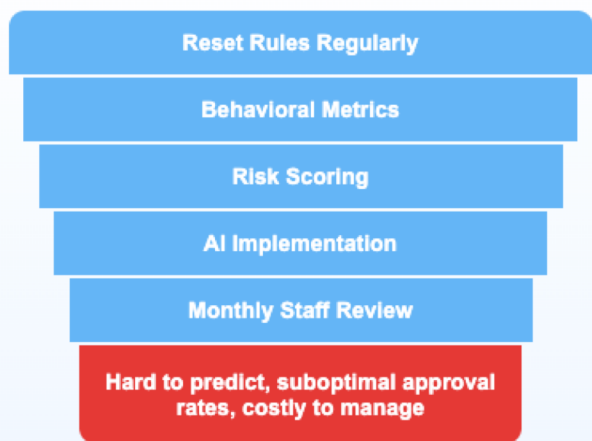 Reset Rules Regularly
Behavioral Metrics
Risk Scoring
AI Implementation
Monthly Staff Review
Hard to predict, suboptimal approval
rates, costly to manage